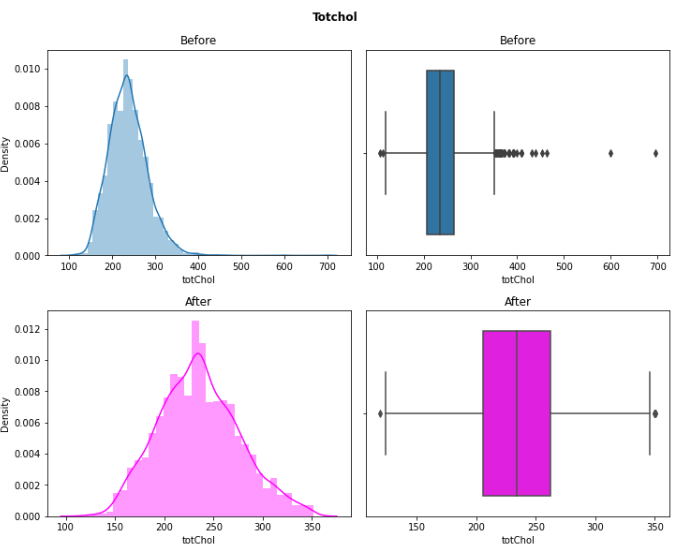 Totchol
Before
0.010
0.008
0.006
0.004
0.002
0.000
Density
100 200 300 400 500 600 700
totChol
Before
100 200 300 400 500 600 700
totChol
After
0.012
0.010
0.008
0.006
0.004
0.002
0.000
Density
100 150 200 250 300 350
totChol
After
150 200 250 300 350
totChol